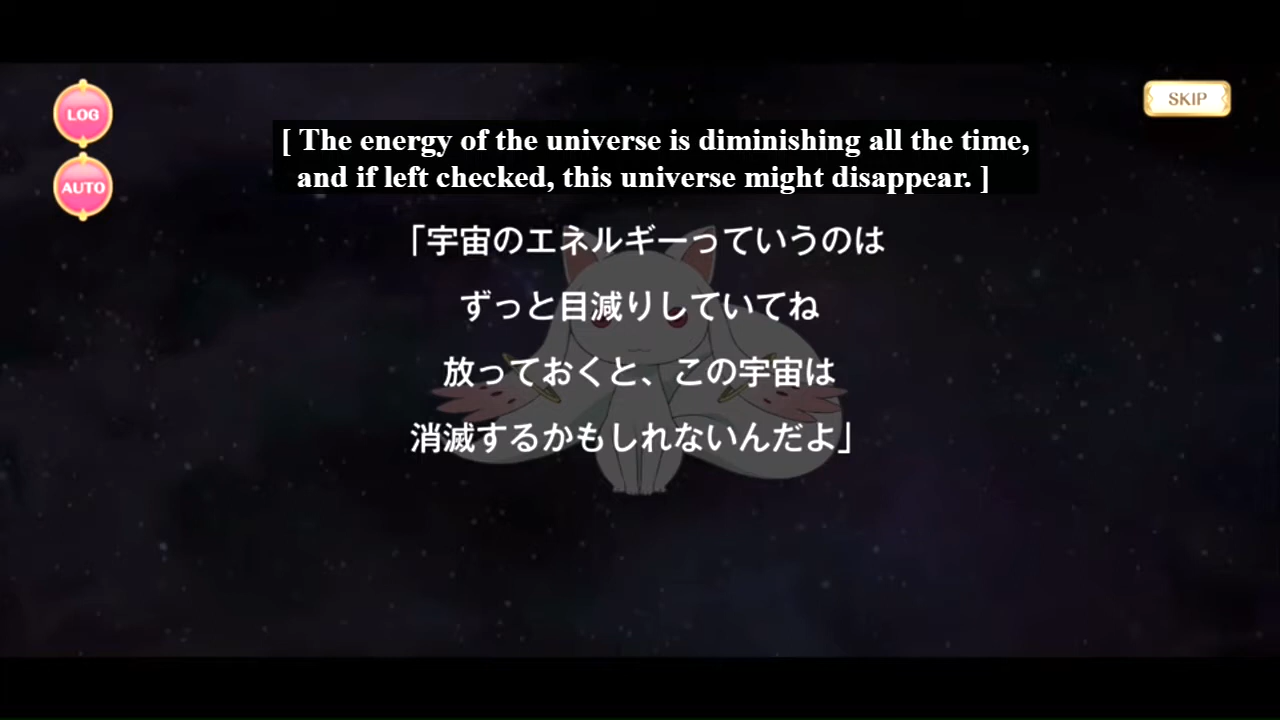 LOG
SKIP
AUTO
[ The energy of the universe is diminishing all the time,
and if left checked, this universe might disappear. ]
「宇宙のエネルギーっていうのは
ずっと目減りしていてね
放っておくと、この宇宙は
消滅するかもしれないんだよ」